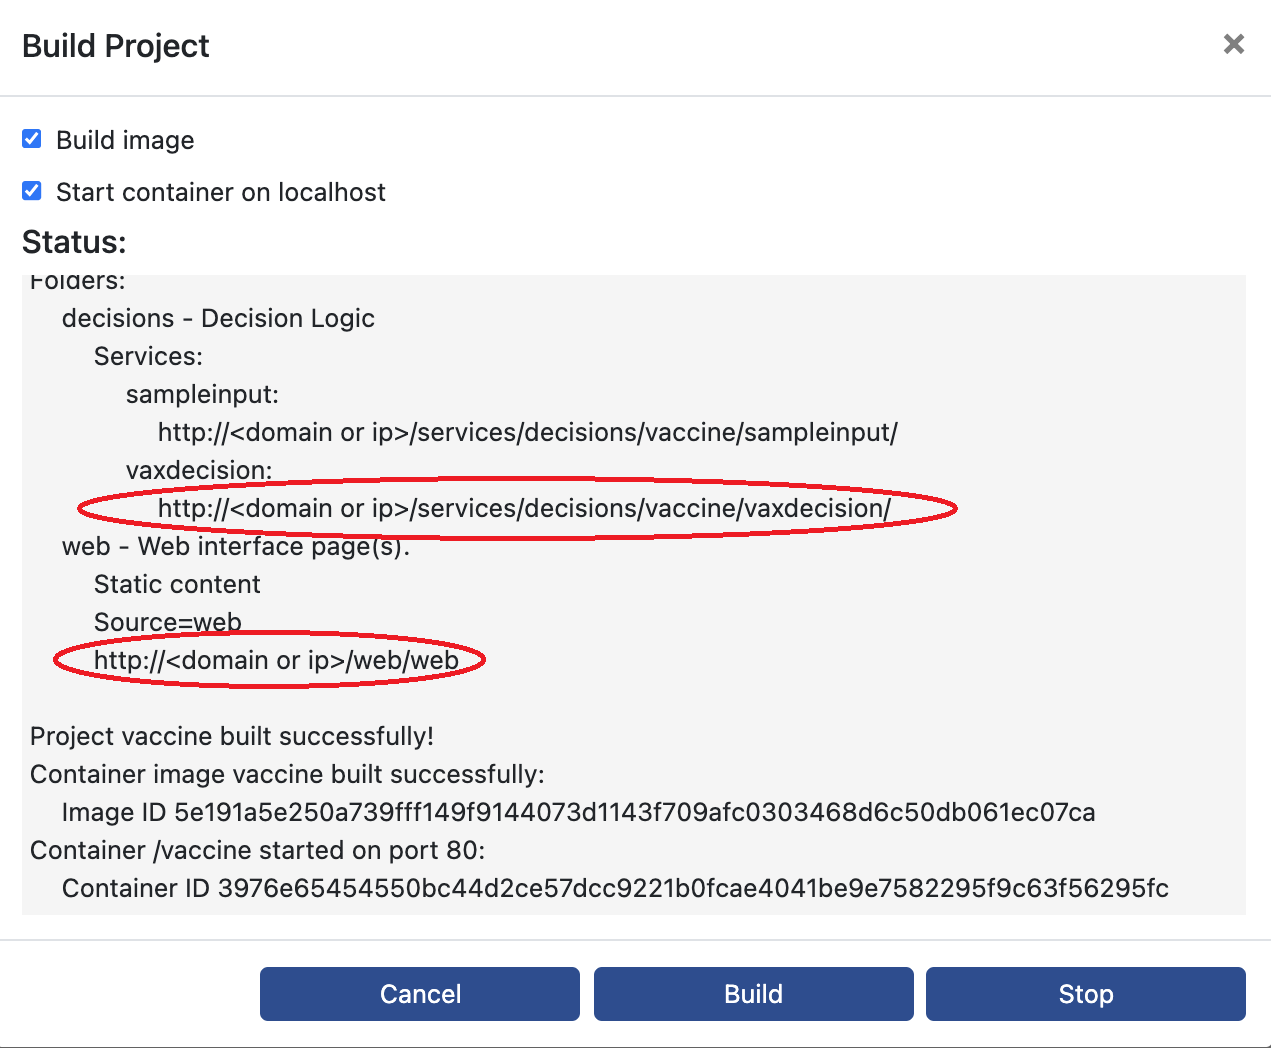 Build Project
Build image
Start container on localhost
Status:
Folders:
decisions - Decision Logic
Services:
sampleinput:
http://<domain or ip>/services/decisions/vaccine/sampleinput/
vaxdecision:
http://<domain or ip>/services/decisions/vaccine/vaxdecision/
web - Web interface page(s).
Static content
Source=web
http://<domain or ip>/web/web
Project vaccine built successfully!
Container image vaccine built successfully:
Image ID 5e191a5e250a739fff149f9144073d1143f709afc0303468d6c50db061ec07ca
Container /vaccine started on port 80:
Container ID 3976e65454550bc44d2ce57dcc9221b0fcae4041be9e7582295f9c63f56295fc
Cancel
Build
Stop